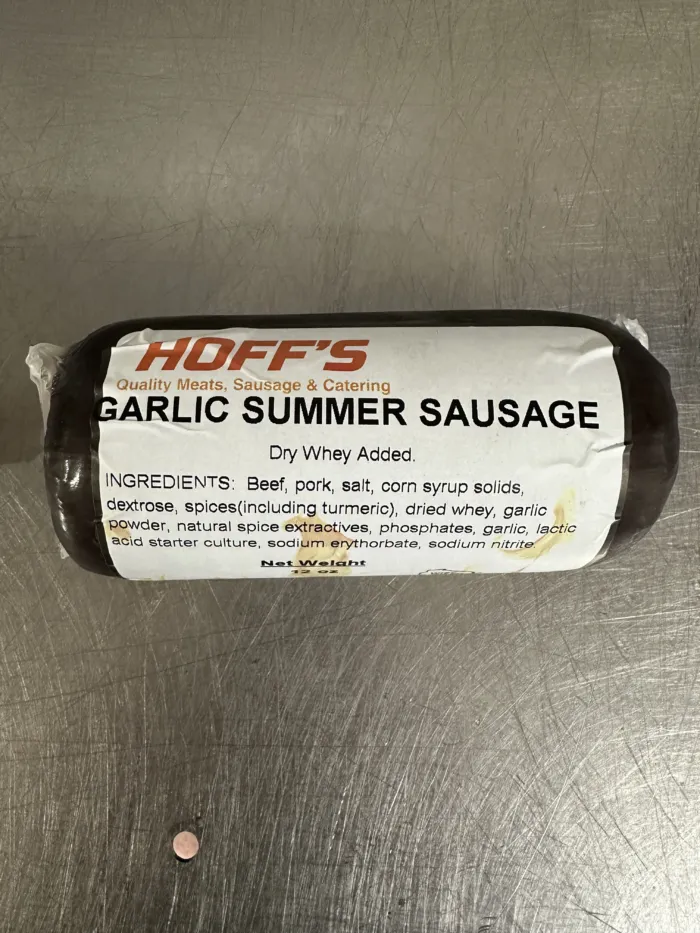 HOFF'S
Quality Meats, Sausage & Catering
GARLIC SUMMER SAUSAGE
Dry Whey Added.
INGREDIENTS: Beef, pork, salt, corn syrup solids,
dextrose, spices(including turmeric), dried whey, garlic
powder, natural spice extractives, phosphates, garlic, lactic
acid starter culture, sodium erythorbate, sodium nitrite.
Net Weight
12 oz